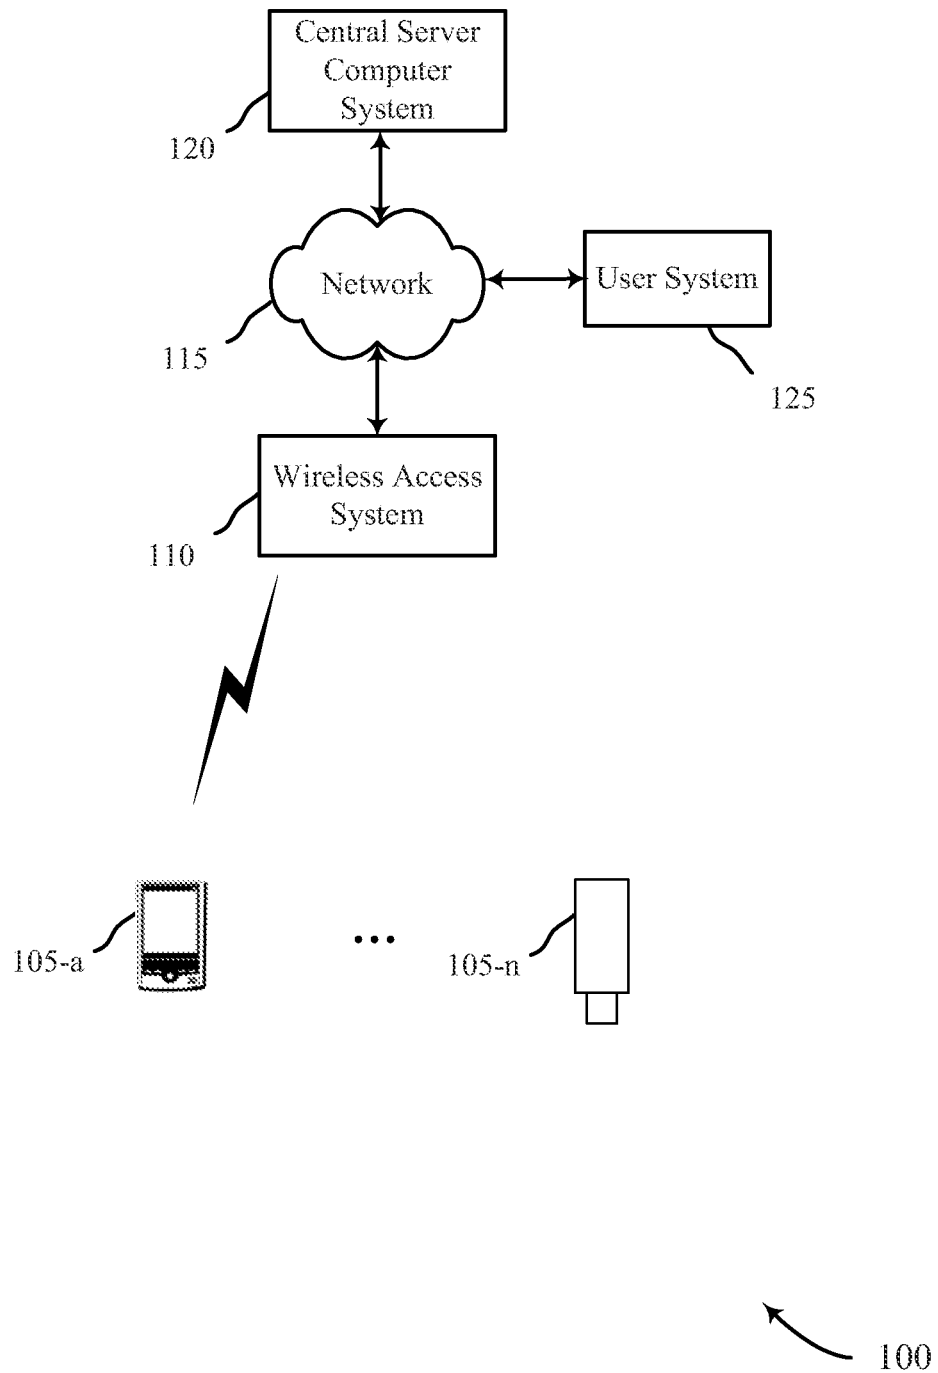 Central Server
Computer
System
120
Network
User System
115
125
Wireless Access
System
110
105-a
...
105-n
100